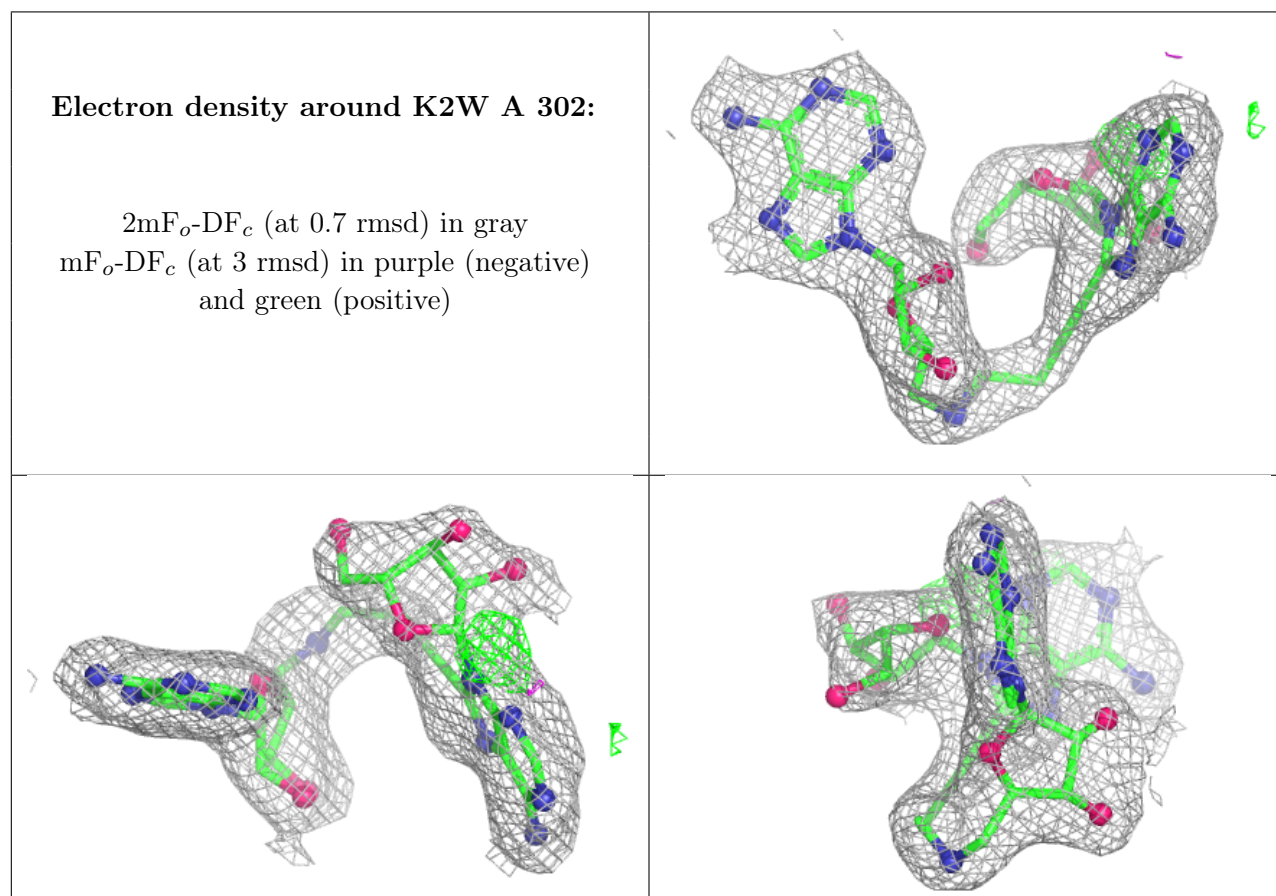 Electron density around K2W A 302:
2mFo-DFc (at 0.7 rmsd) in gray
mFo-DFc (at 3 rmsd) in purple (negative)
and green (positive)